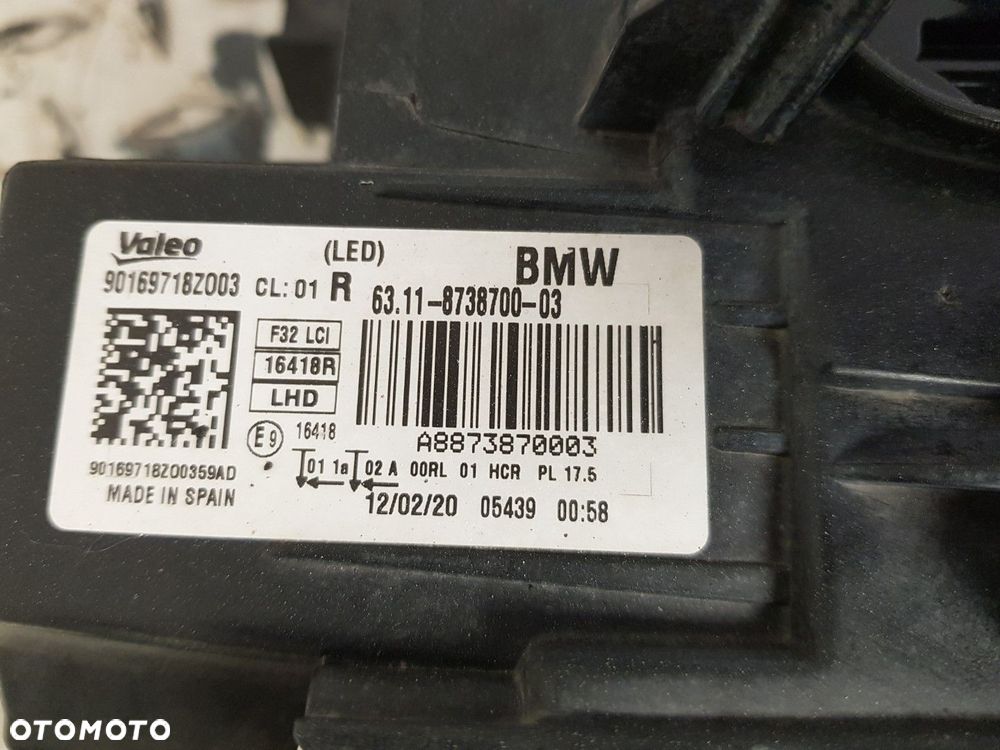 Valeo (LED) BMW
90169718Z003 CL: 01 R 63.11-8738700-03
F32 LCI
16418R
LHD
A8873870003
E9 16418
90169718Z00359AD 01 1a 02 A 00RL 01 HCR PL 17.5
MADE IN SPAIN 12/02/20 05439 00:58
OTOMOTO